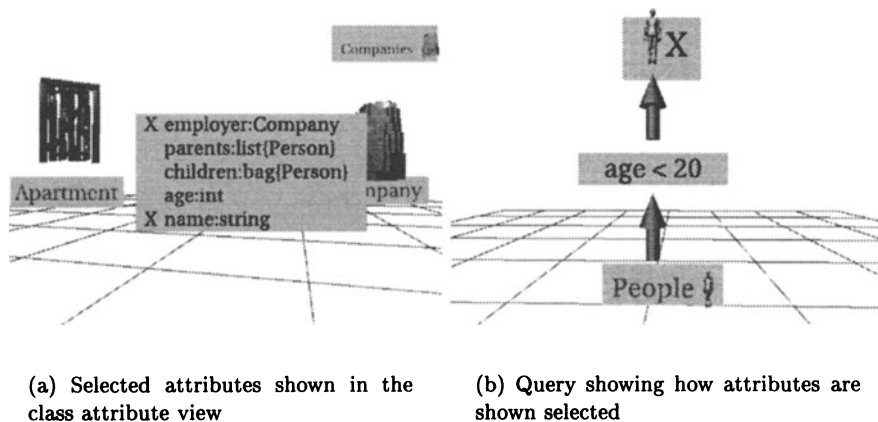 Companies
X employer:Company
parents:list{Person}
children:bag{Person}
age:int
X name:string
Apartment
mpany
X
age < 20
People
(a) Selected attributes shown in the
class attribute view
(b) Query showing how attributes are
shown selected